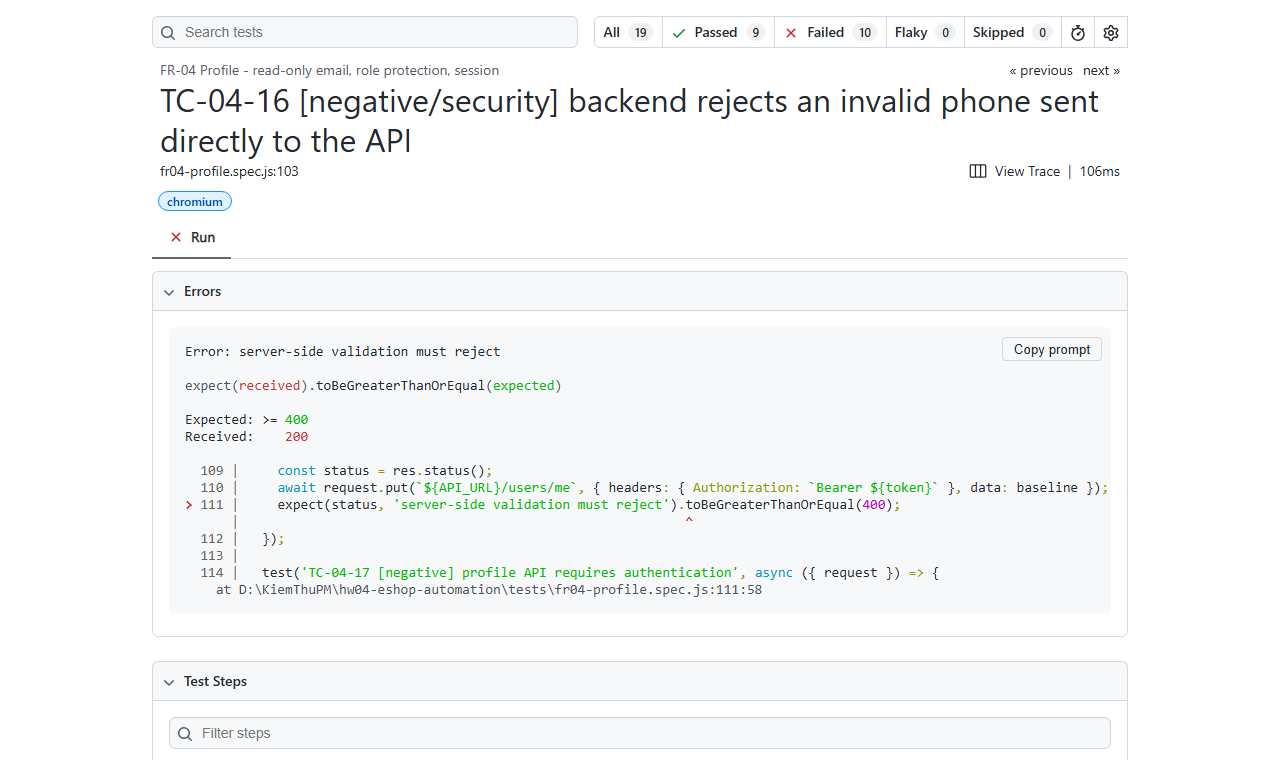 Search tests
All 19 Passed 9 Failed 10 Flaky 0 Skipped 0
FR-04 Profile - read-only email, role protection, session
« previous next »
TC-04-16 [negative/security] backend rejects an invalid phone sent
directly to the API
fr04-profile.spec.js:103
View Trace | 106ms
chromium
Run
Errors
Copy prompt
Error: server-side validation must reject
expect(received).toBeGreaterThanOrEqual(expected)
Expected: >= 400
Received: 200
109 | const status = res.status();
110 | await request.put(`${API_URL}/users/me`, { headers: { Authorization: `Bearer ${token}` }, data: baseline });
> 111 | expect(status, 'server-side validation must reject').toBeGreaterThanOrEqual(400);
| ^
112 | });
113 |
114 | test('TC-04-17 [negative] profile API requires authentication', async ({ request }) => {
at D:\KiemThuPM\hw04-eshop-automation\tests\fr04-profile.spec.js:111:58
Test Steps
Filter steps